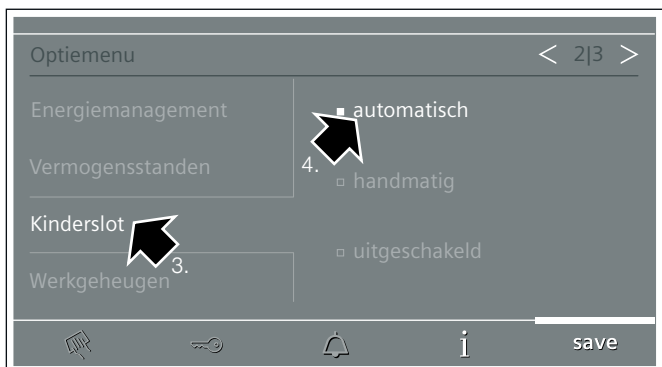 Optiemenu < 2|3 >
Energiemanagement
automatisch
Vermogensstanden
4.
handmatig
Kinderslot
3.
uitgeschakeld
Werkgeheugen
i
save